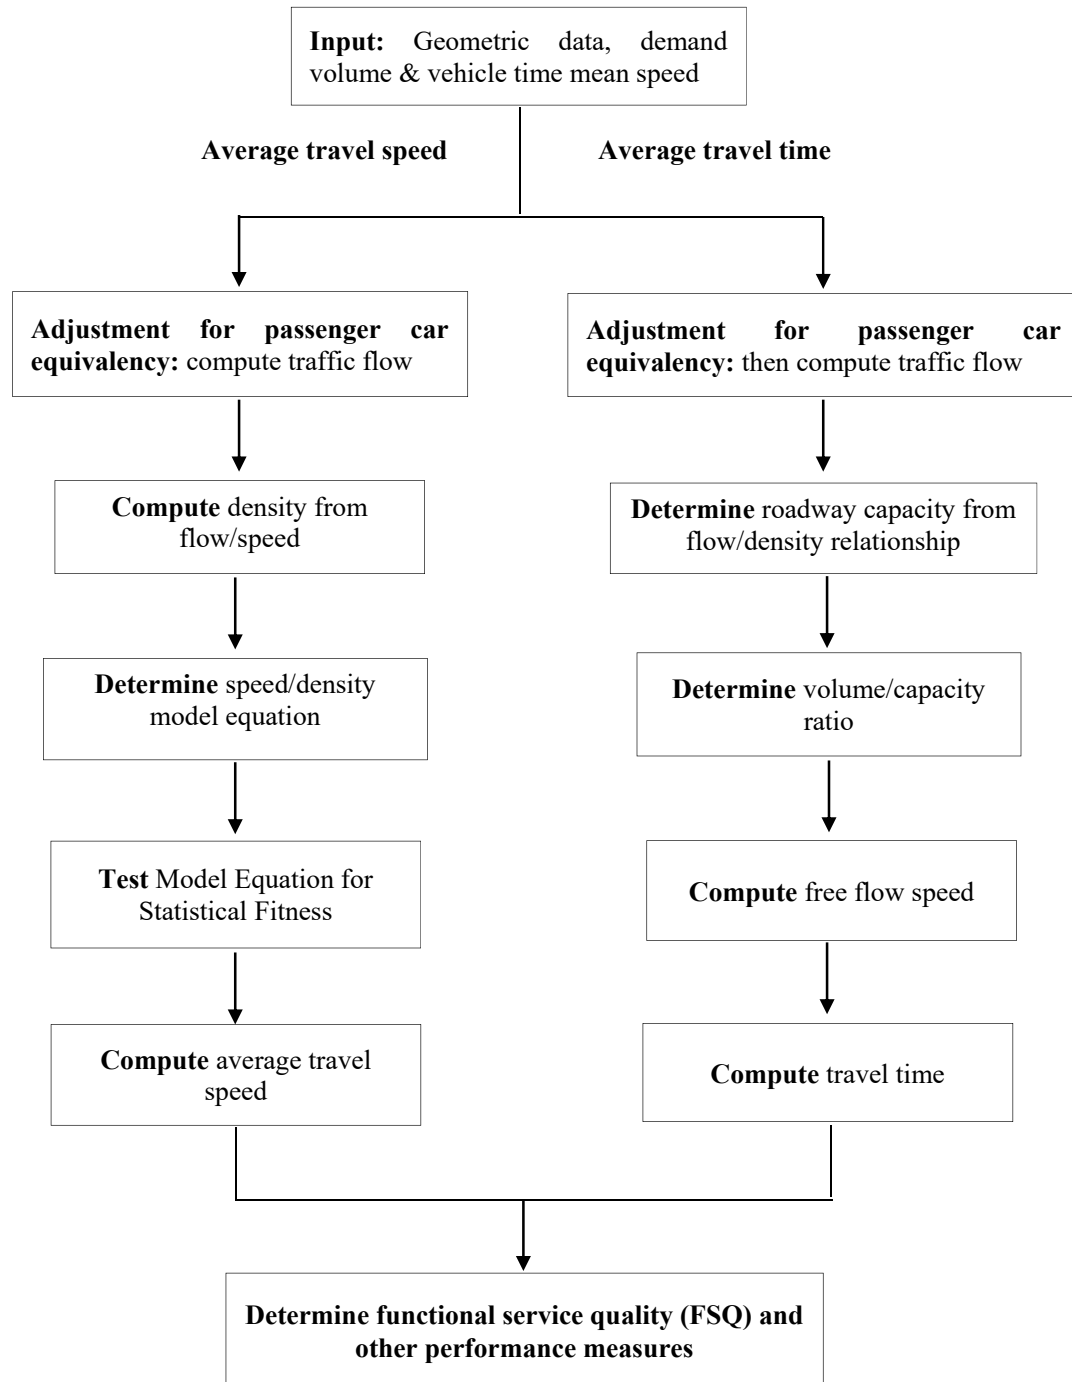 Input: Geometric data, demand
volume & vehicle time mean speed
Average travel speed
Average travel time
Adjustment for passenger car
equivalency: compute traffic flow
Adjustment for passenger car
equivalency: then compute traffic flow
Compute density from
flow/speed
Determine roadway capacity from
flow/density relationship
Determine speed/density
model equation
Determine volume/capacity
ratio
Test Model Equation for
Statistical Fitness
Compute free flow speed
Compute average travel
speed
Compute travel time
Determine functional service quality (FSQ) and
other performance measures